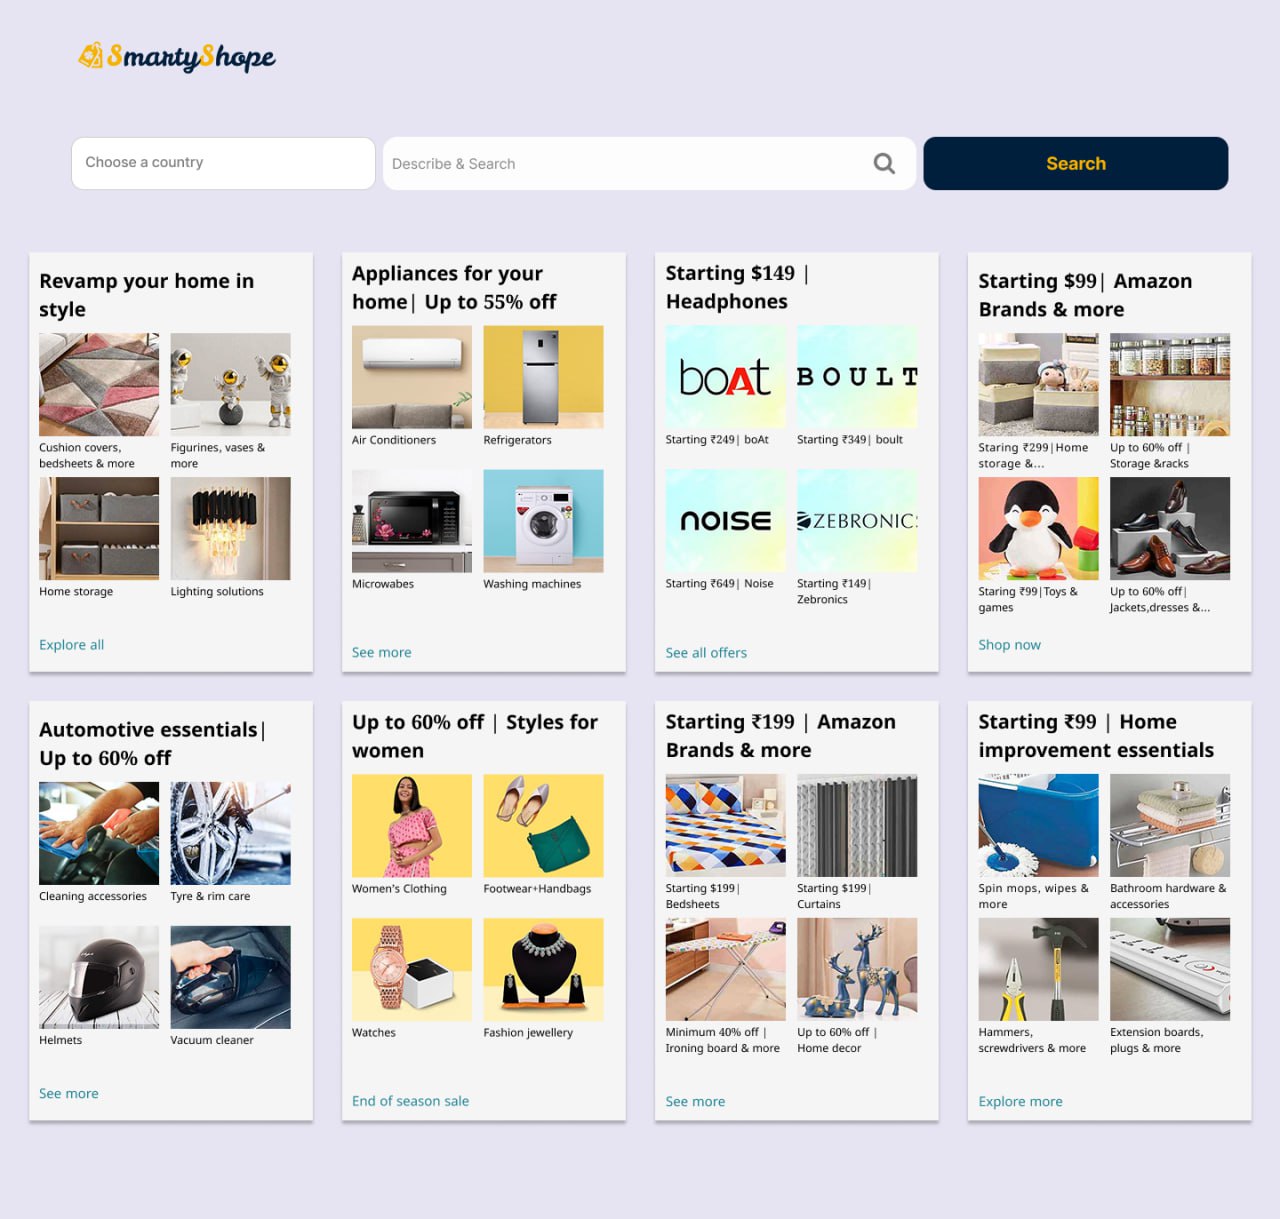 SmartyShope
Choose a country
Describe & Search
Search
Revamp your home in
style
Cushion covers,
bedsheets & more
Figurines, vases &
more
Home storage
Lighting solutions
Explore all
Appliances for your
home| Up to 55% off
Air Conditioners
Refrigerators
Microwabes
Washing machines
See more
Starting $149 |
Headphones
boAt
BOULT
Starting ₹249| boAt
Starting ₹349| boult
noise
ZEBRONIC
Starting ₹649| Noise
Starting ₹149|
Zebronics
See all offers
Starting $99| Amazon
Brands & more
Staring ₹299|Home
storage &...
Up to 60% off |
Storage &racks
Staring ₹99|Toys &
games
Up to 60% off|
Jackets,dresses &...
Shop now
Automotive essentials|
Up to 60% off
Cleaning accessories
Tyre & rim care
Helmets
Vacuum cleaner
See more
Up to 60% off | Styles for
women
Women's Clothing
Footwear+Handbags
Watches
Fashion jewellery
End of season sale
Starting ₹199 | Amazon
Brands & more
Starting $199|
Bedsheets
Starting $199|
Curtains
Minimum 40% off |
Ironing board & more
Up to 60% off |
Home decor
See more
Starting ₹99 | Home
improvement essentials
Spin mops, wipes &
more
Bathroom hardware &
accessories
Hammers,
screwdrivers & more
Extension boards,
plugs & more
Explore more